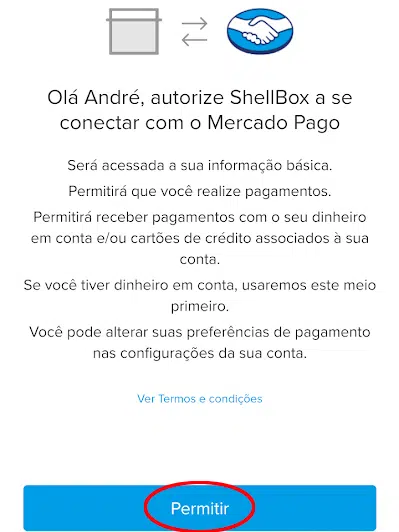 Olá André, autorize ShellBox a se
conectar com o Mercado Pago
Será acessada a sua informação básica.
Permitirá que você realize pagamentos.
Permitirá receber pagamentos com o seu dinheiro
em conta e/ou cartões de crédito associados à sua
conta.
Se você tiver dinheiro em conta, usaremos este meio
primeiro.
Você pode alterar suas preferências de pagamento
nas configurações da sua conta.
Ver Termos e condições
Permitir